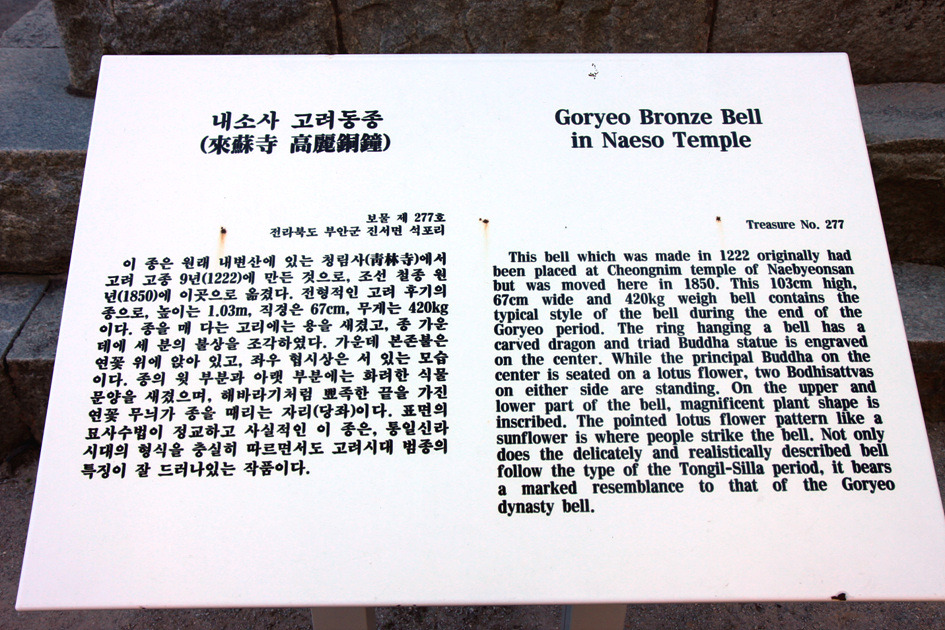 내소사 고려동종
(來蘇寺 高麗銅鐘)
보물 제 277호
전라북도 부안군 진서면 석포리
이 종은 원래 내변산에 있는 청림사(靑林寺)에서
고려 고종 9년(1222)에 만든 것으로, 조선 철종 원
년(1850)에 이곳으로 옮겼다. 전형적인 고려 후기의
종으로, 높이는 1.03m, 직경은 67cm, 무게는 420kg
이다. 종을 매 다는 고리에는 용을 새겼고, 종 가운
데에 세 분의 불상을 조각하였다. 가운데 본존불은
연꽃 위에 앉아 있고, 좌우 협시상은 서 있는 모습
이다. 종의 윗 부분과 아랫 부분에는 화려한 식물
문양을 새겼으며, 해바라기처럼 뾰족한 끝을 가진
연꽃 무늬가 종을 때리는 자리(당좌)이다. 표면의
묘사수법이 정교하고 사실적인 이 종은, 통일신라
시대의 형식을 충실히 따르면서도 고려시대 범종의
특징이 잘 드러나있는 작품이다.
Goryeo Bronze Bell
in Naeso Temple
Treasure No. 277
This bell which was made in 1222 originally had
been placed at Cheongnim temple of Naebyeonsan
but was moved here in 1850. This 103cm high,
67cm wide and 420kg weigh bell contains the
typical style of the bell during the end of the
Goryeo period. The ring hanging a bell has a
carved dragon and triad Buddha statue is engraved
on the center. While the principal Buddha on the
center is seated on a lotus flower, two Bodhisattvas
on either side are standing. On the upper and
lower part of the bell, magnificent plant shape is
inscribed. The pointed lotus flower pattern like a
sunflower is where people strike the bell. Not only
does the delicately and realistically described bell
follow the type of the Tongil-Silla period, it bears
a marked resemblance to that of the Goryeo
dynasty bell.